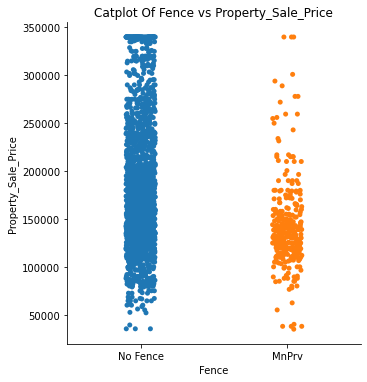 Catplot Of Fence vs Property_Sale_Price
350000
300000
250000
200000
150000
100000
50000
Property_Sale_Price
No Fence
MnPrv
Fence